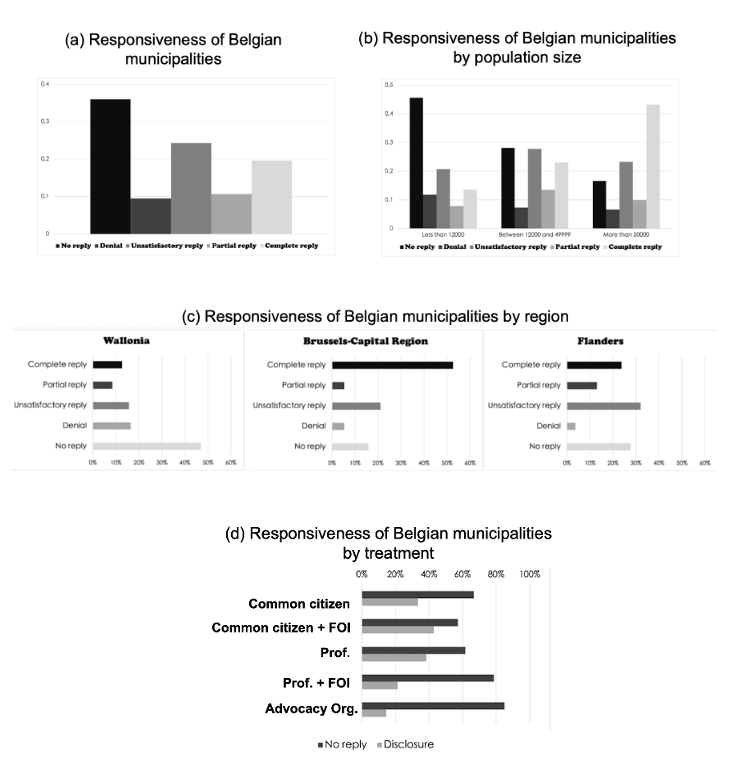 (a) Responsiveness of Belgian
municipalities
0,4
0,3
0,2
0,1
0
■ No reply ■ Denial ■ Unsatisfactory reply ■ Partial reply ■ Complete reply
(b) Responsiveness of Belgian municipalities
by population size
0,5
0,4
0,3
0,2
0,1
0
Less than 12000 Between 12000 and 49999 More than 50000
■ No reply ■ Denial ■ Unsatisfactory reply ■ Partial reply ■ Complete reply
(c) Responsiveness of Belgian municipalities by region
Wallonia
Complete reply
Partial reply
Unsatisfactory reply
Denial
No reply
0% 10% 20% 30% 40% 50% 60%
Brussels-Capital Region
Complete reply
Partial reply
Unsatisfactory reply
Denial
No reply
0% 10% 20% 30% 40% 50% 60%
Flanders
Complete reply
Partial reply
Unsatisfactory reply
Denial
No reply
0% 10% 20% 30% 40% 50% 60%
(d) Responsiveness of Belgian municipalities
by treatment
0% 20% 40% 60% 80% 100%
Common citizen
Common citizen + FOI
Prof.
Prof. + FOI
Advocacy Org.
■ No reply ■ Disclosure